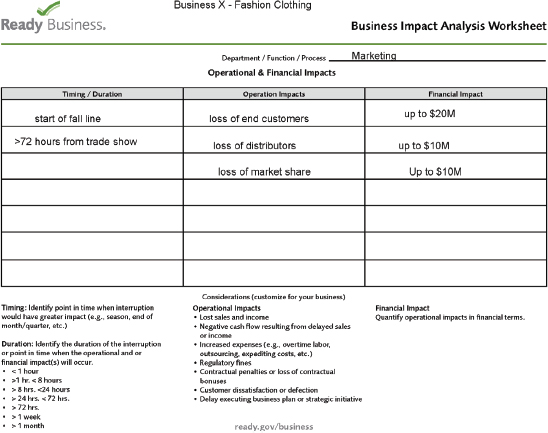 Business X - Fashion Clothing
Ready Business.
Business Impact Analysis Worksheet
Department / Function / Process Marketing
Operational & Financial Impacts
Timing / Duration Operation Impacts Financial Impact
start of fall line loss of end customers up to $20M
>72 hours from trade show loss of distributors up to $10M
loss of market share Up to $10M
Considerations (customize for your business)
Timing: Identify point in time when interruption
would have greater impact (e.g., season, end of
month/quarter, etc.)
Duration: Identify the duration of the interruption
or point in time when the operational and or
financial impact(s) will occur.
• < 1 hour
• >1 hr. < 8 hours
• > 8 hrs. <24 hours
• > 24 hrs. < 72 hrs.
• > 72 hrs.
• > 1 week
• > 1 month
Operational Impacts
• Lost sales and income
• Negative cash flow resulting from delayed sales
or income
• Increased expenses (e.g., overtime labor,
outsourcing, expediting costs, etc.)
• Regulatory fines
• Contractual penalties or loss of contractual
bonuses
• Customer dissatisfaction or defection
• Delay executing business plan or strategic initiative
Financial Impact
Quantify operational impacts in financial terms.
ready.gov/business